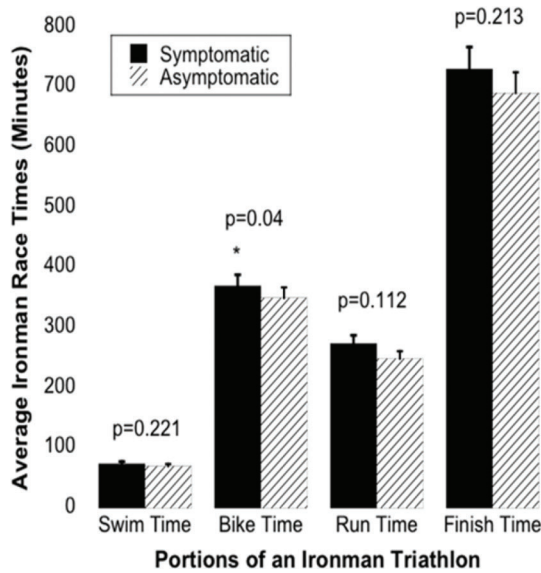 800
700
600
500
400
300
200
100
0
Average Ironman Race Times (Minutes)
Symptomatic
Asymptomatic
p=0.221
p=0.04
*
p=0.112
p=0.213
Swim Time
Bike Time
Run Time
Finish Time
Portions of an Ironman Triathlon